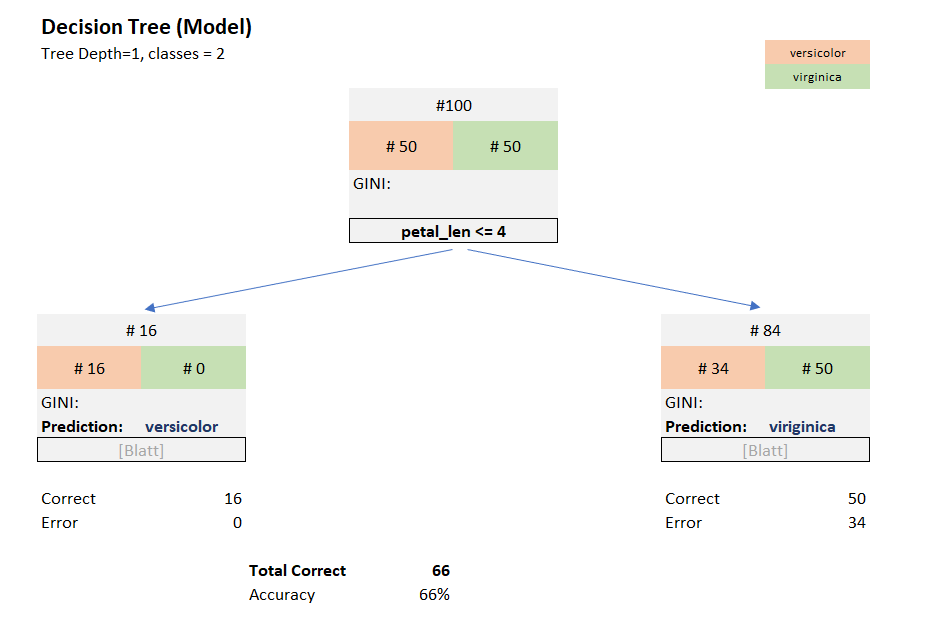 Decision Tree (Model)
Tree Depth=1, classes = 2
versicolor
virginica
#100
# 50 # 50
GINI:
petal_len <= 4
# 16
# 16 # 0
GINI:
Prediction: versicolor
[Blatt]
Correct 16
Error 0
# 84
# 34 # 50
GINI:
Prediction: viriginica
[Blatt]
Correct 50
Error 34
Total Correct 66
Accuracy 66%